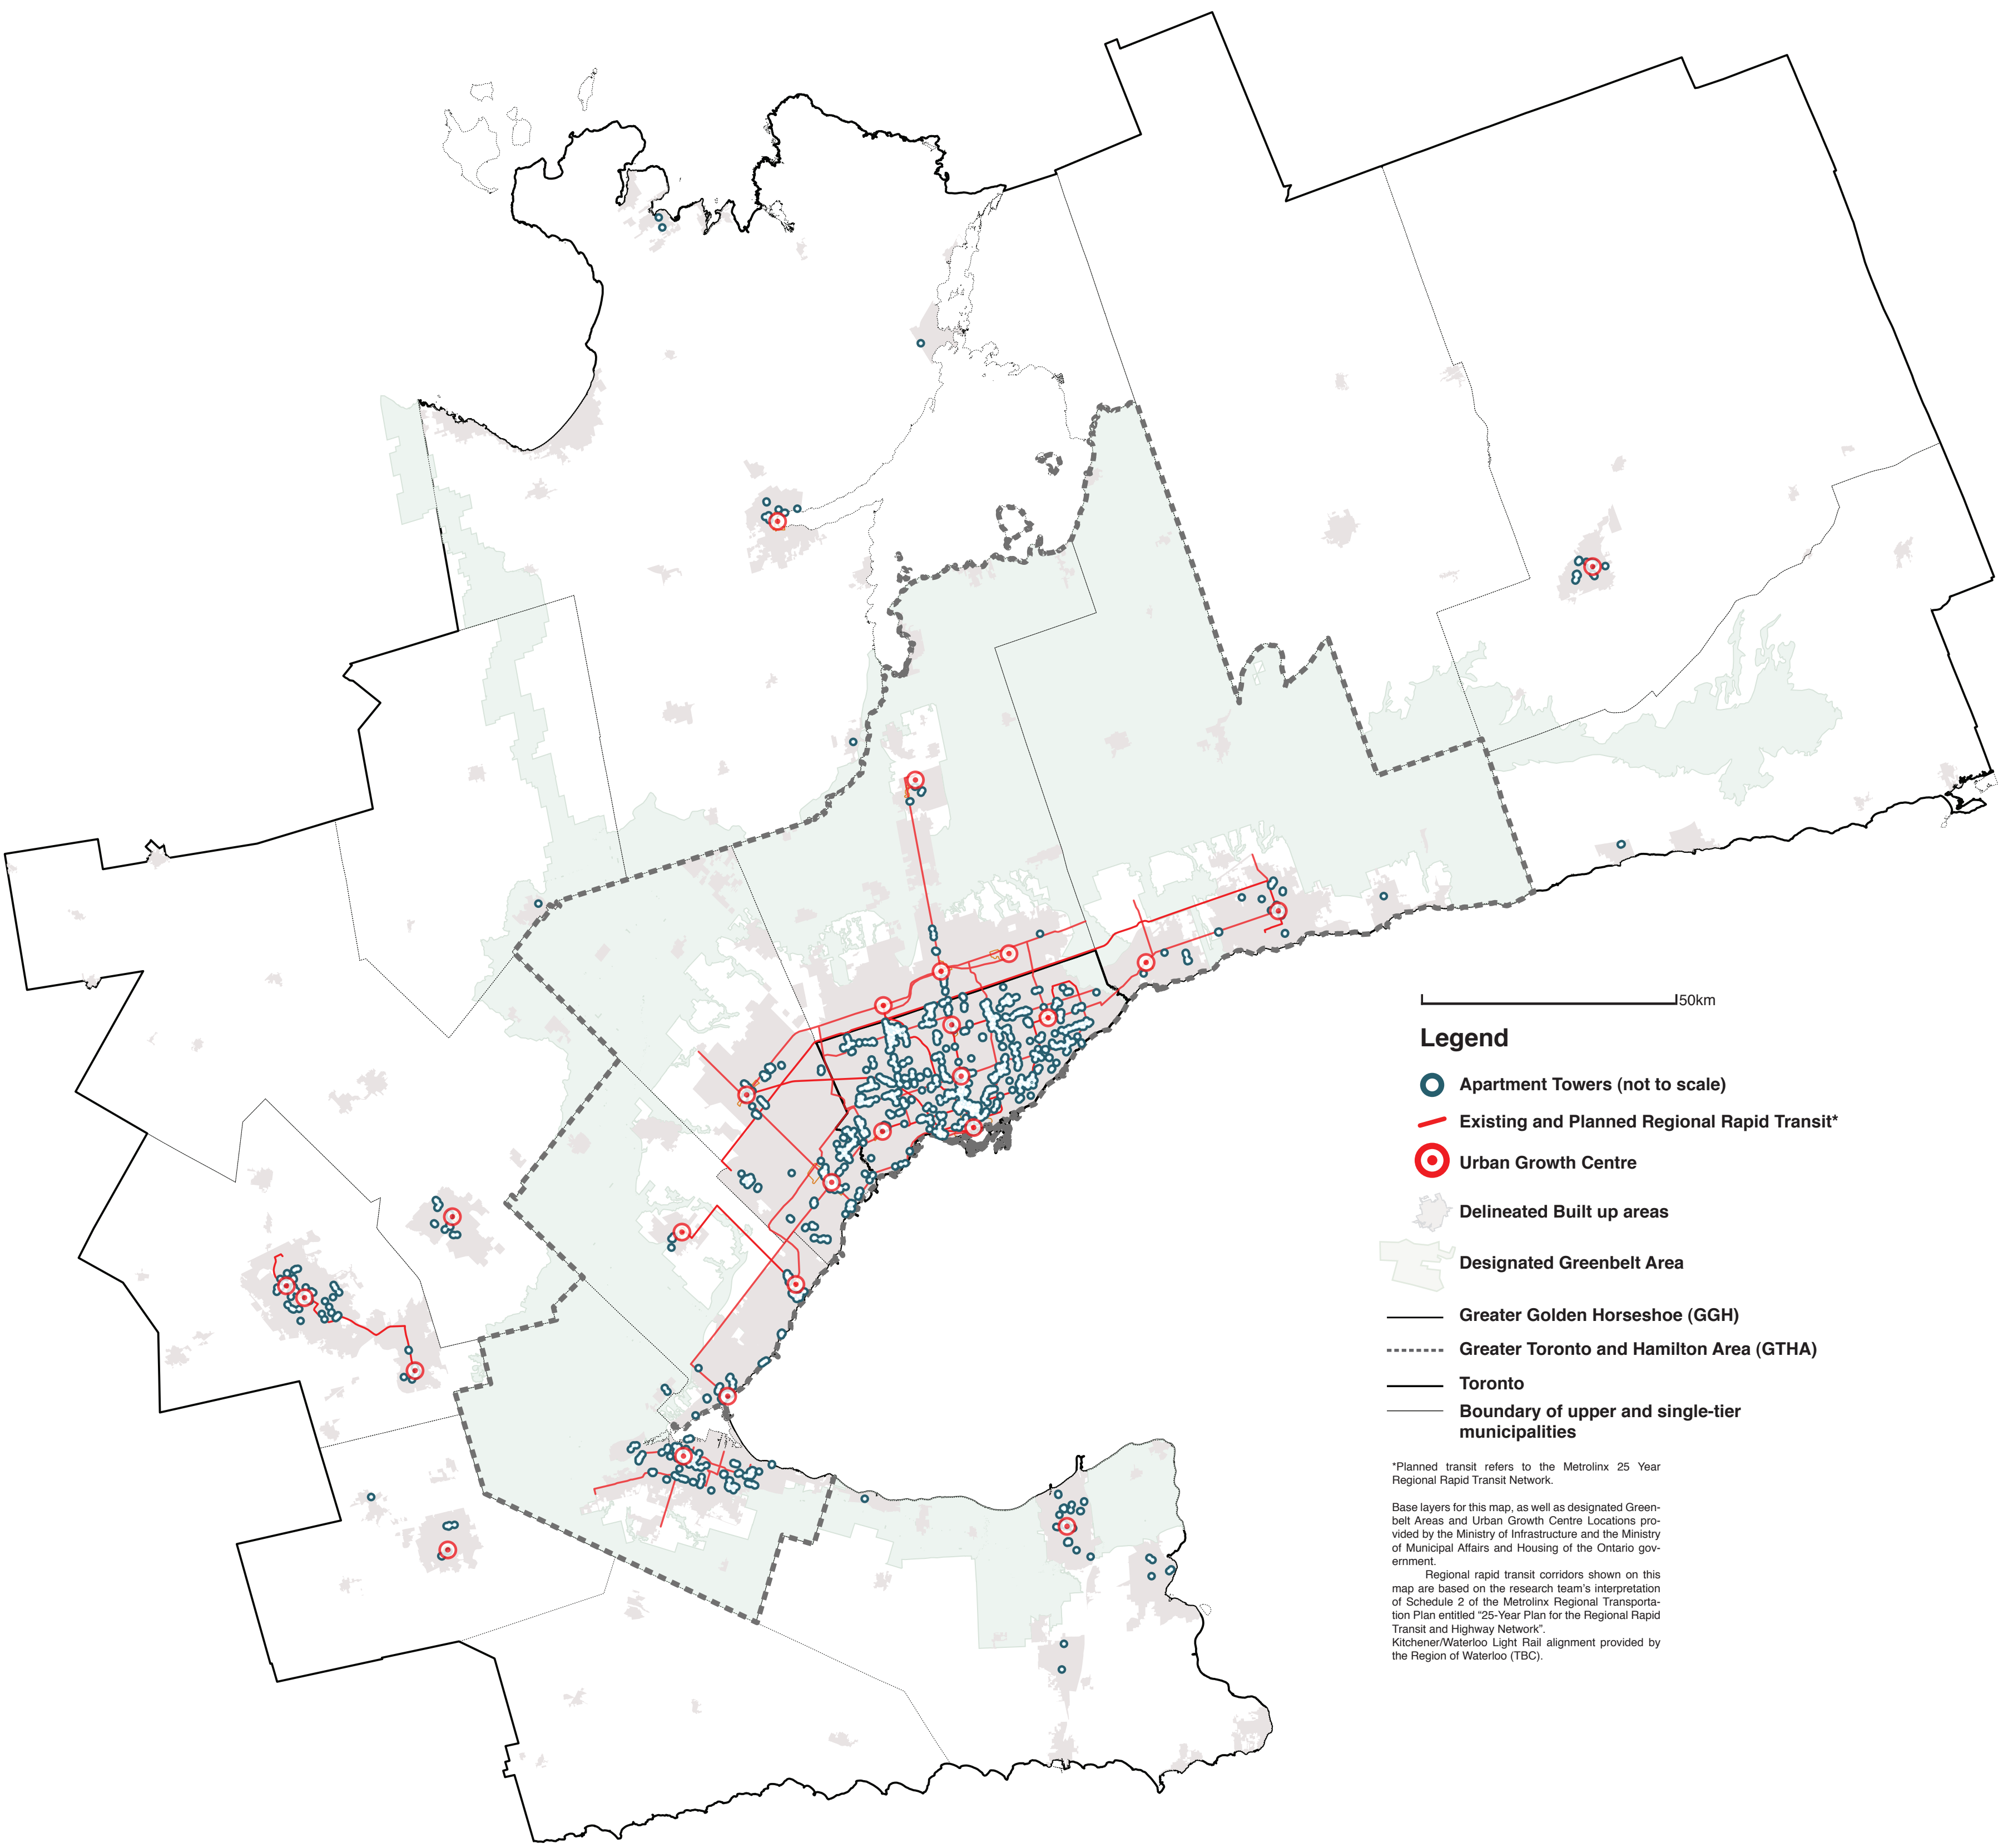 50km
Legend
Apartment Towers (not to scale)
Existing and Planned Regional Rapid Transit*
Urban Growth Centre
Delineated Built up areas
Designated Greenbelt Area
Greater Golden Horseshoe (GGH)
Greater Toronto and Hamilton Area (GTHA)
Toronto
Boundary of upper and single-tier
municipalities
*Planned transit refers to the Metrolinx 25 Year
Regional Rapid Transit Network.
Base layers for this map, as well as designated Green-
belt Areas and Urban Growth Centre Locations pro-
vided by the Ministry of Infrastructure and the Ministry
of Municipal Affairs and Housing of the Ontario gov-
ernment.
Regional rapid transit corridors shown on this
map are based on the research team's interpretation
of Schedule 2 of the Metrolinx Regional Transporta-
tion Plan entitled “25-Year Plan for the Regional Rapid
Transit and Highway Network”.
Kitchener/Waterloo Light Rail alignment provided by
the Region of Waterloo (TBC).